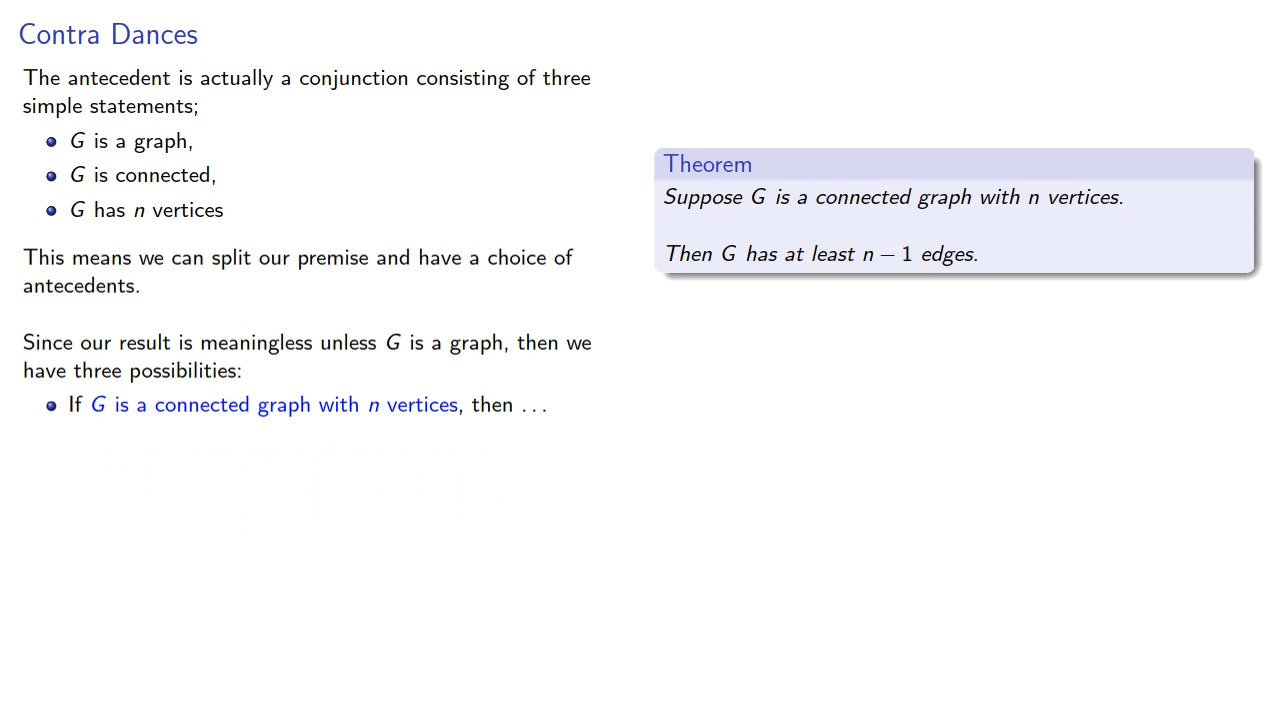 Contra Dances
The antecedent is actually a conjunction consisting of three
simple statements;
G is a graph,
G is connected,
G has n vertices
This means we can split our premise and have a choice of
antecedents.
Since our result is meaningless unless G is a graph, then we
have three possibilities:
If G is a connected graph with n vertices, then ...
Theorem
Suppose G is a connected graph with n vertices.
Then G has at least n − 1 edges.